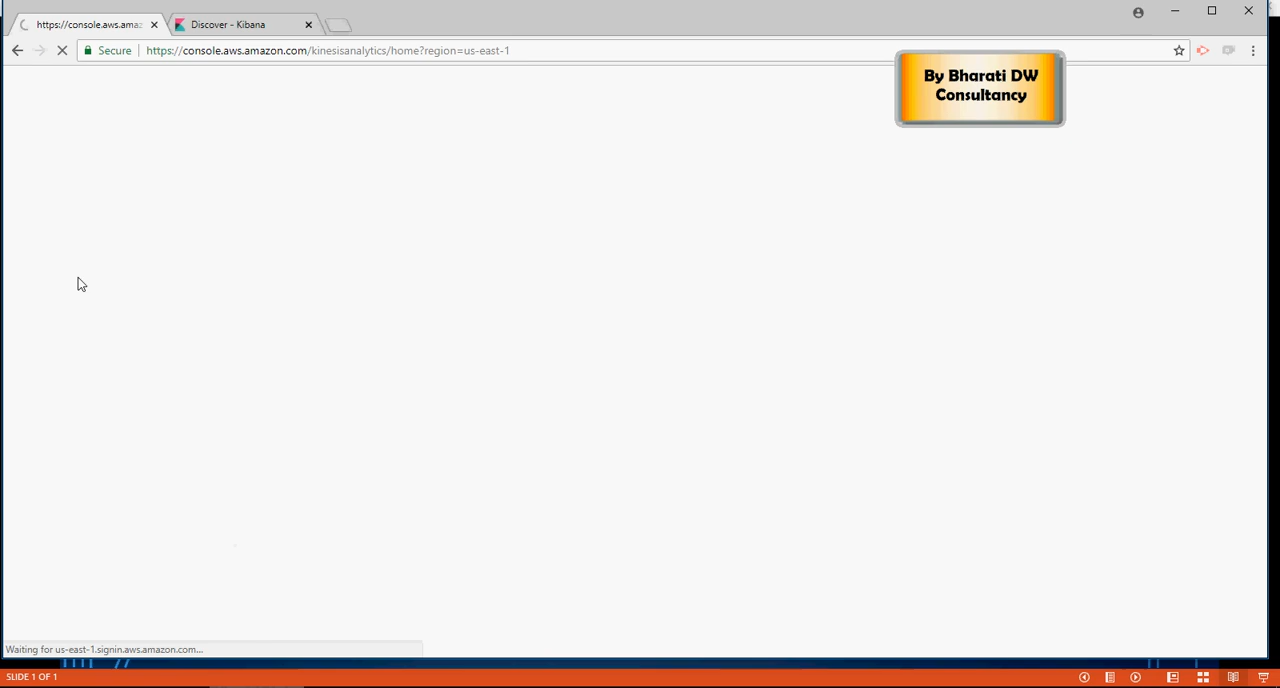 https://console.aws.ama
Discover - Kibana
Secure
https://console.aws.amazon.com/kinesisanalytics/home?region=us-east-1
By Bharati DW
Consultancy
Waiting for us-east-1.signin.aws.amazon.com...
SLIDE 1 OF 1